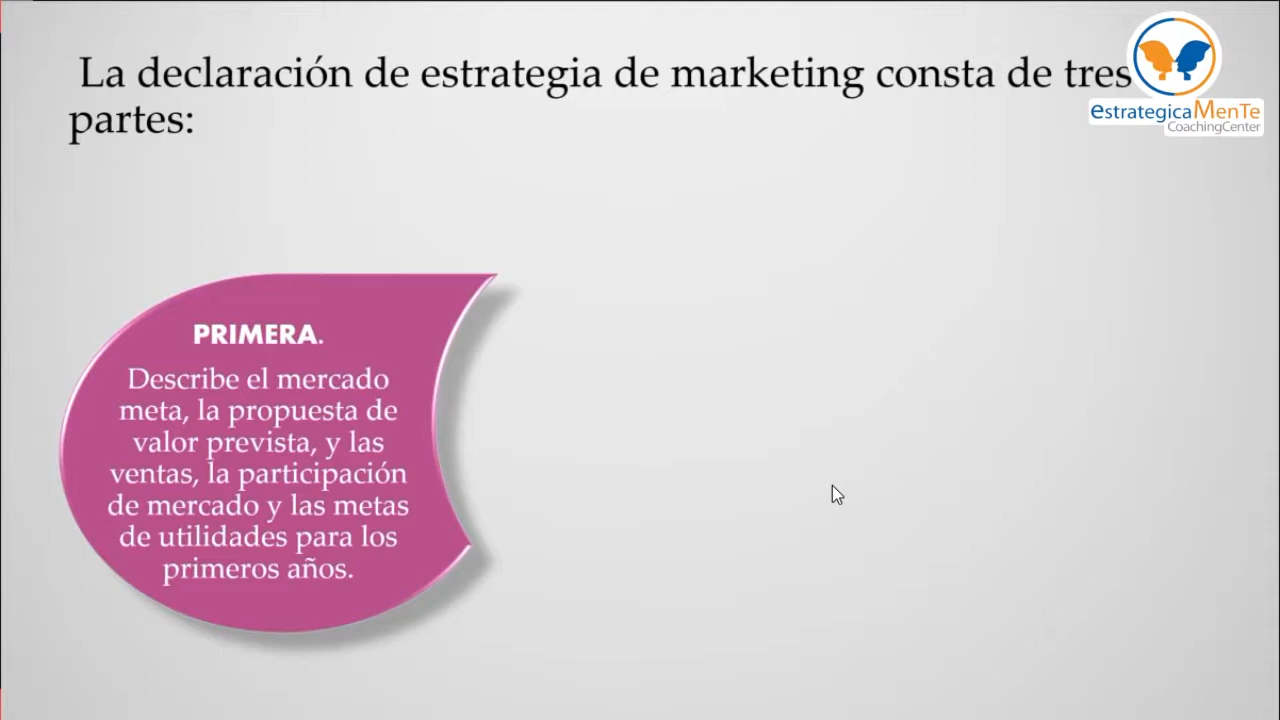 La declaración de estrategia de marketing consta de tres
partes:
estrategicaMenTe
CoachingCenter
PRIMERA.
Describe el mercado
meta, la propuesta de
valor prevista, y las
ventas, la participación
de mercado y las metas
de utilidades para los
primeros años.